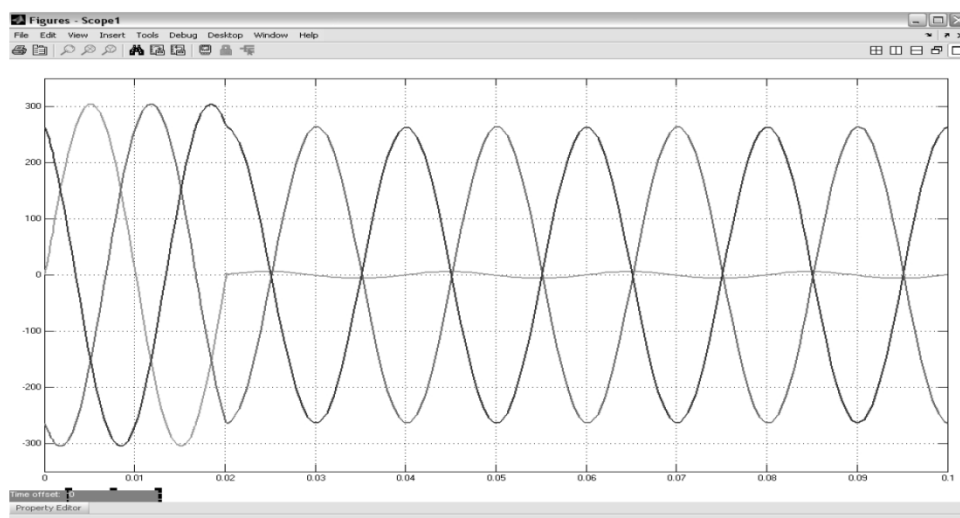 Figures - Scope1
File Edit View Insert Tools Debug Desktop Window Help
300
200
100
0
-100
-200
-300
0 0.01 0.02 0.03 0.04 0.05 0.06 0.07 0.08 0.09 0.1
Time offset: 0
Property Editor